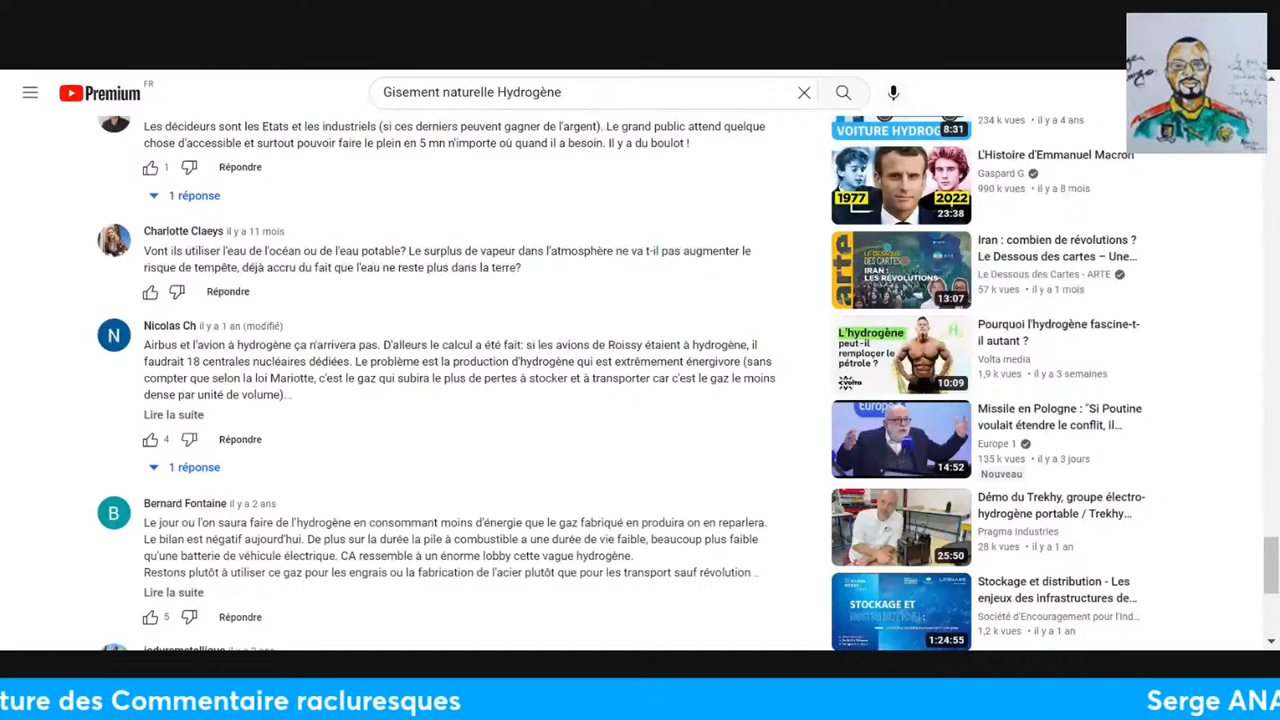 Premium
FR
Gisement naturelle Hydrogène
Les décideurs sont les Etats et les industriels (si ces derniers peuvent gagner de l'argent). Le grand public attend quelque
chose d'accessible et surtout pouvoir faire le plein en 5 mn n'importe où quand il a besoin. Il y a du boulot !
1
Répondre
1 réponse
Charlotte Claeys il y a 11 mois
Vont ils utiliser l'eau de l'océan ou de l'eau potable? Le surplus de vapeur dans l'atmosphère ne va t-il pas augmenter le
risque de tempête, déjà accru du fait que l'eau ne reste plus dans la terre?
Répondre
N
Nicolas Ch il y a 1 an (modifié)
Airbus et l'avion à hydrogène ça n'arrivera pas. D'alleurs le calcul a été fait: si les avions de Roissy étaient à hydrogène, il
faudrait 18 centrales nucléaires dédiées. Le problème est la production d'hydrogène qui est extrêmement énergivore (sans
compter que selon la loi Mariotte, c'est le gaz qui subira le plus de pertes à stocker et à transporter car c'est le gaz le moins
dense par unité de volume)...
Lire la suite
4
Répondre
1 réponse
B
Bernard Fontaine il y a 2 ans
Le jour ou l'on saura faire de l'hydrogène en consommant moins d'énergie que le gaz fabriqué en produira on en reparlera.
Le bilan est négatif aujourd'hui. De plus sur la durée la pile à combustible a une durée de vie faible, beaucoup plus faible
qu'une batterie de véhicule électrique. CA ressemble à un énorme lobby cette vague hydrogène.
Restons plutôt à utiliser ce gaz pour les engrais ou la fabrication de l'acier plutôt que pour les transport sauf révolution ...
Lire la suite
5
Répondre
VOITURE HYDROG
8:31
234 k vues • il y a 4 ans
1977
2022
23:38
L'Histoire d'Emmanuel Macron
Gaspard G
990 k vues • il y a 8 mois
arte
LE DESSOUS
DES CARTES
IRAN :
LES RÉVOLUTIONS
13:07
Iran : combien de révolutions ?
Le Dessous des cartes – Une...
Le Dessous des Cartes - ARTE
57 k vues • il y a 1 mois
L'hydrogène
peut-il
remplacer le
pétrole ?
volta
10:09
Pourquoi l'hydrogène fascine-t-
il autant ?
Volta media
1,9 k vues • il y a 3 semaines
Europe 1
14:52
Missile en Pologne : "Si Poutine
voulait étendre le conflit, il...
Europe 1
135 k vues • il y a 3 jours
Nouveau
25:50
Démo du Trekhy, groupe électro-
hydrogène portable / Trekhy...
Pragma industries
28 k vues • il y a 1 an
STOCKAGE ET
DISTRIBUTION :
1:24:55
Stockage et distribution - Les
enjeux des infrastructures de...
Société d'Encouragement pour l'Ind...
1,2 k vues • il y a 1 an
ture des Commentaire racluresques
Serge ANA